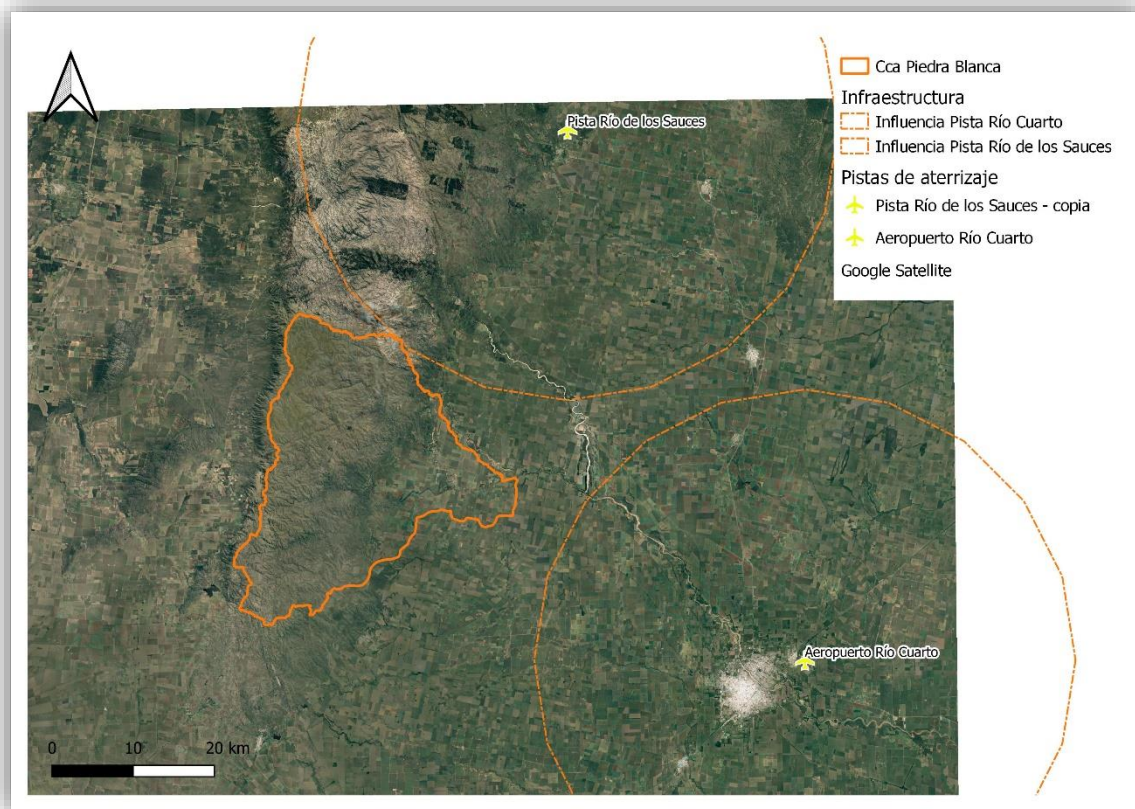 Cca Piedra Blanca
Infraestructura
Influencia Pista Río Cuarto
Influencia Pista Río de los Sauces
Pistas de aterrizaje
Pista Río de los Sauces - copia
Aeropuerto Río Cuarto
Google Satellite
Pista Río de los Sauces
Aeropuerto Río Cuarto
0 10 20 km